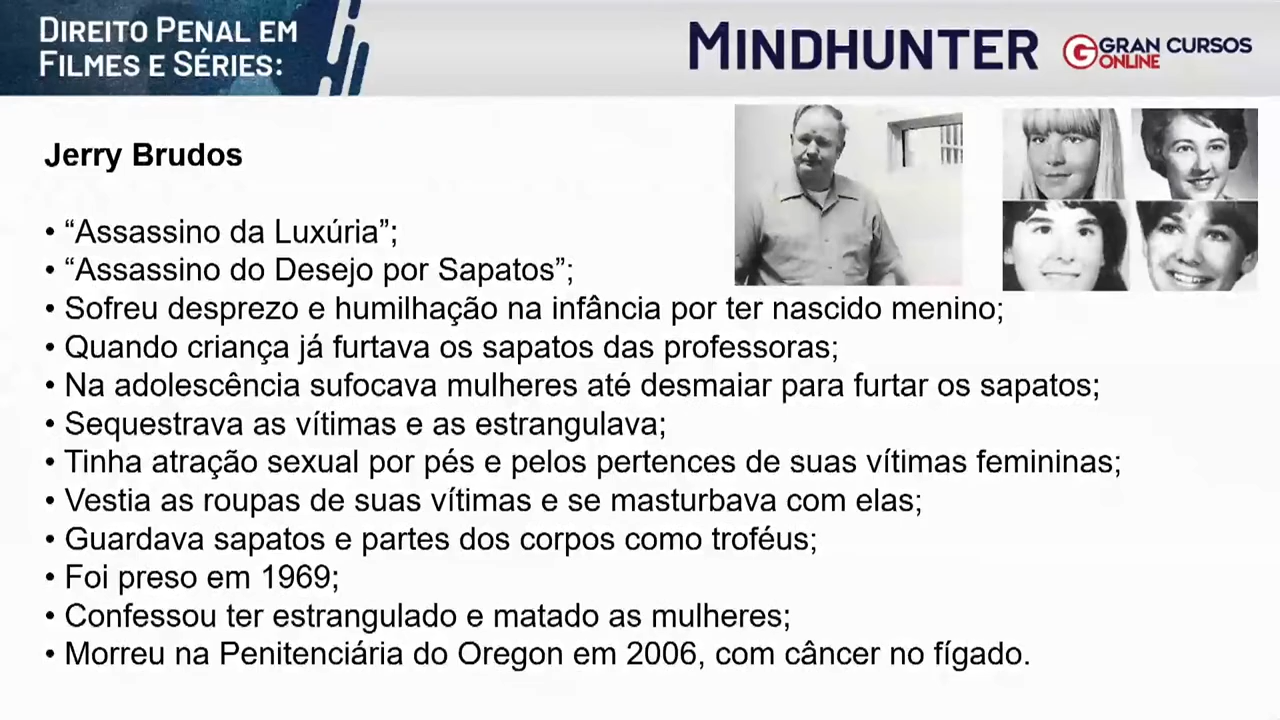 DIREITO PENAL EM
FILMES E SÉRIES:
MINDHUNTER
GRAN CURSOS
ONLINE
Jerry Brudos
• “Assassino da Luxúria”;
• “Assassino do Desejo por Sapatos”;
• Sofreu desprezo e humilhação na infância por ter nascido menino;
• Quando criança já furtava os sapatos das professoras;
• Na adolescência sufocava mulheres até desmaiar para furtar os sapatos;
• Sequestrava as vítimas e as estrangulava;
• Tinha atração sexual por pés e pelos pertences de suas vítimas femininas;
• Vestia as roupas de suas vítimas e se masturbava com elas;
• Guardava sapatos e partes dos corpos como troféus;
• Foi preso em 1969;
• Confessou ter estrangulado e matado as mulheres;
• Morreu na Penitenciária do Oregon em 2006, com câncer no fígado.